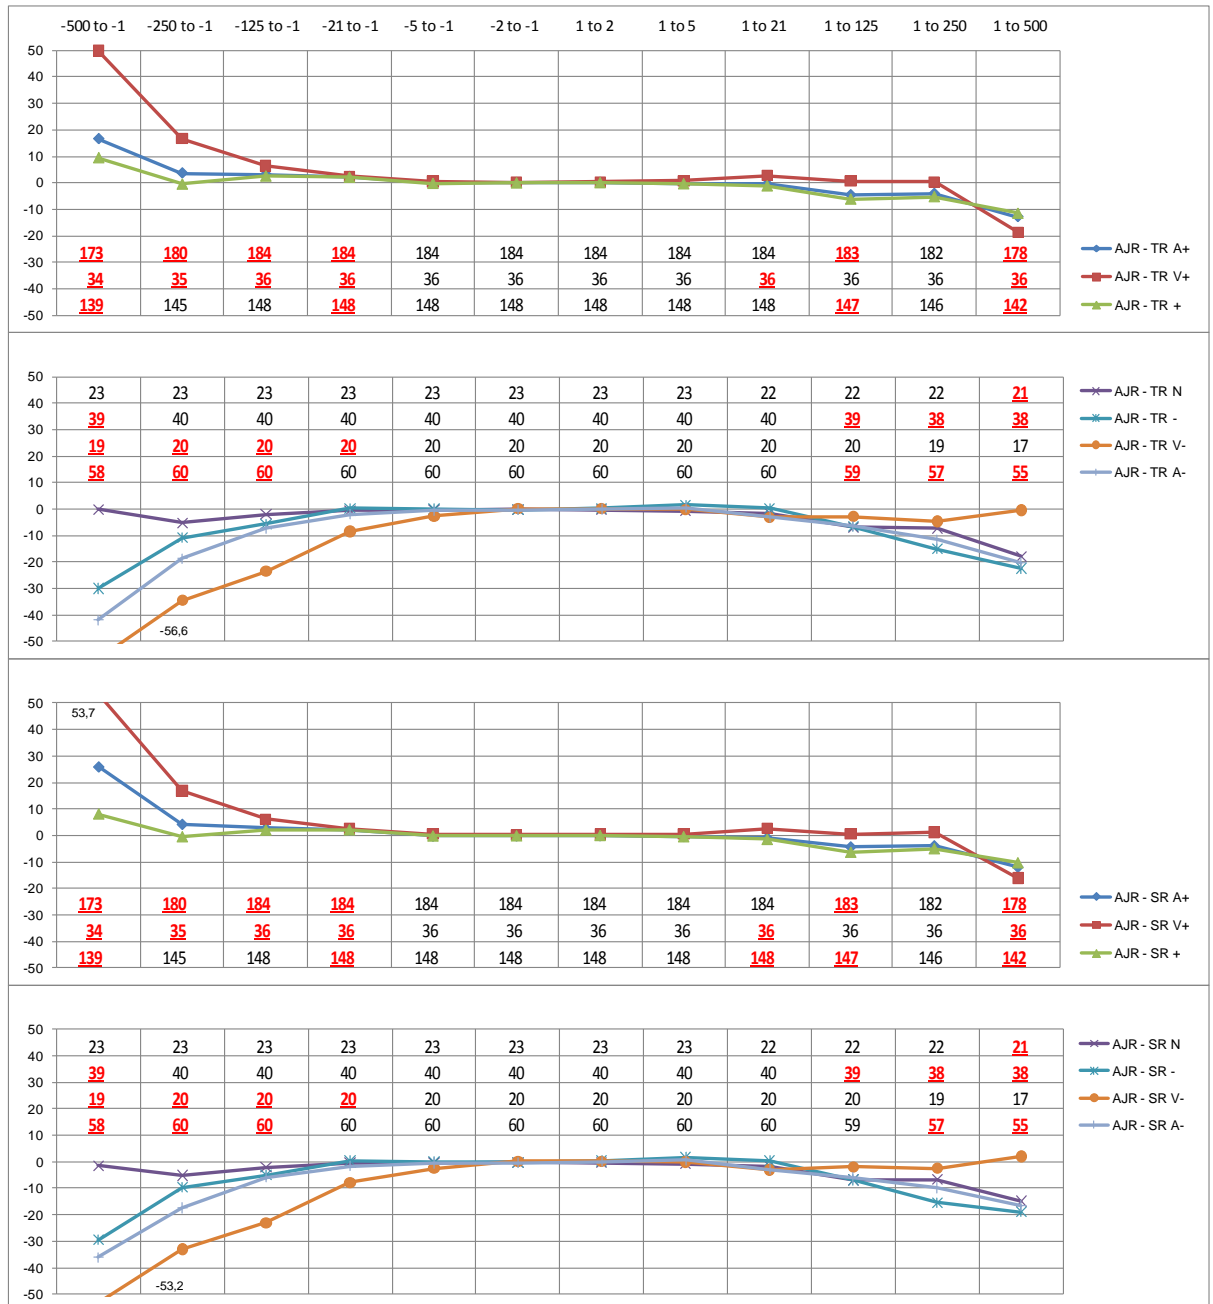 -500 to -1 -250 to -1 -125 to -1 -21 to -1 -5 to -1 -2 to -1 1 to 2 1 to 5 1 to 21 1 to 125 1 to 250 1 to 500
50
40
30
20
10
0
-10
-20 173 180 184 184 184 184 184 184 184 183 182 178 AJR - TR A+
-30 34 35 36 36 36 36 36 36 36 36 36 36 AJR - TR V+
-40 139 145 148 148 148 148 148 148 148 147 146 142 AJR - TR +
-50
50 23 23 23 23 23 23 23 23 22 22 22 21 AJR - TR N
40 39 40 40 40 40 40 40 40 40 39 38 38 AJR - TR -
30 19 20 20 20 20 20 20 20 20 20 19 17 AJR - TR V-
20 58 60 60 60 60 60 60 60 60 59 57 55 AJR - TR A-
10
0
-10
-20
-30
-40
-56,6
-50
50
53,7
40
30
20
10
0
-10
-20 173 180 184 184 184 184 184 184 184 183 182 178 AJR - SR A+
-30 34 35 36 36 36 36 36 36 36 36 36 36 AJR - SR V+
-40 139 145 148 148 148 148 148 148 148 147 146 142 AJR - SR +
-50
50 23 23 23 23 23 23 23 23 22 22 22 21 AJR - SR N
40 39 40 40 40 40 40 40 40 40 39 38 38 AJR - SR -
30 19 20 20 20 20 20 20 20 20 20 19 17 AJR - SR V-
20 58 60 60 60 60 60 60 60 60 59 57 55 AJR - SR A-
10
0
-10
-20
-30
-40
-53,2
-50